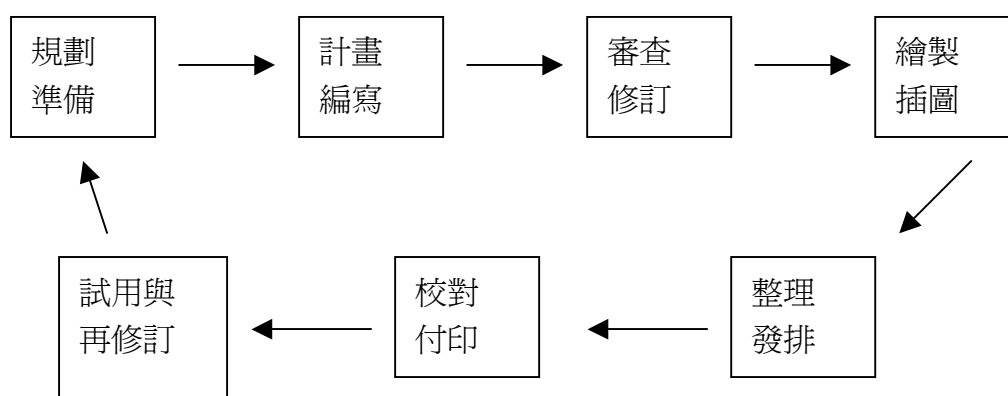 規劃
準備
計畫
編寫
審查
修訂
繪製
插圖
整理
發排
校對
付印
試用與
再修訂